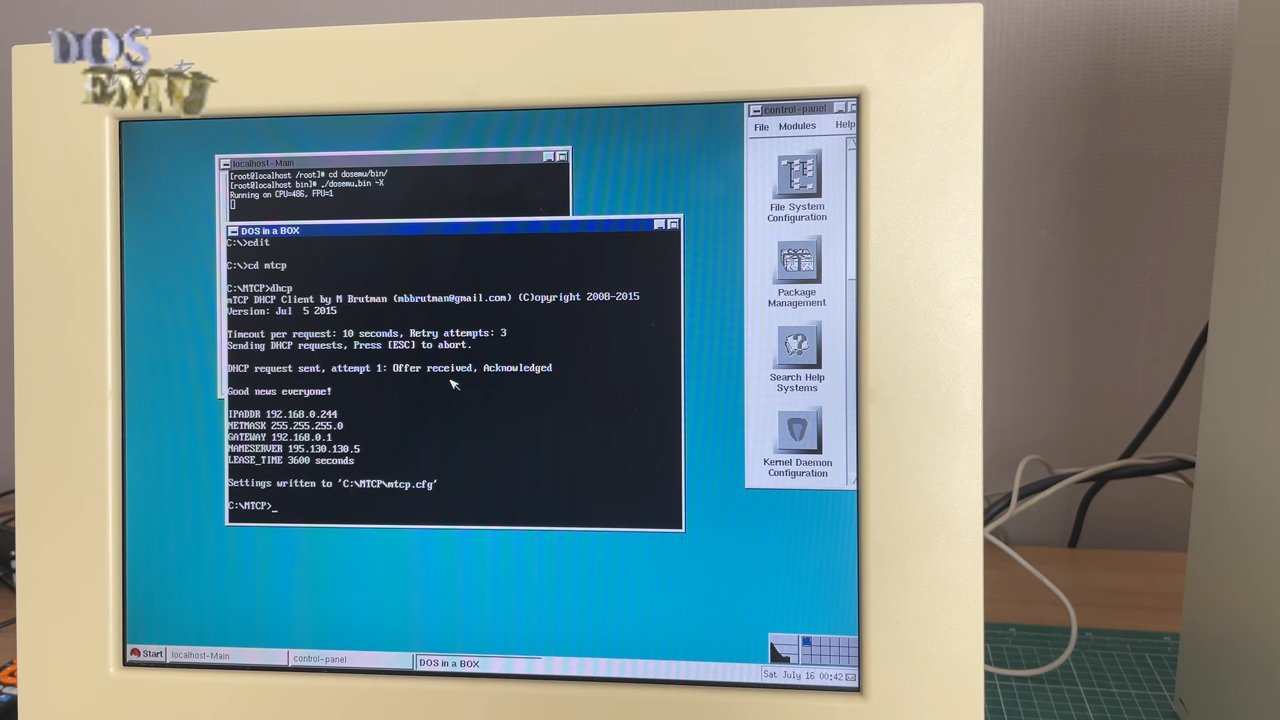 DOS
EMU
localhost-Main
[root@localhost /root]# cd dosemu/bin/
[root@localhost bin]# ./dosemu.bin -X
Running on CPU=486, FPU=1
DOS in a BOX
C:\>edit
C:\>cd mtcp
C:\MTCP>dhcp
mTCP DHCP Client by M Brutman (mbbrutman@gmail.com) (C)opyright 2008-2015
Version: Jul  5 2015
Timeout per request: 10 seconds, Retry attempts: 3
Sending DHCP requests, Press [ESC] to abort.
DHCP request sent, attempt 1: Offer received, Acknowledged
Good news everyone!
IPADDR 192.168.0.244
NETMASK 255.255.255.0
GATEWAY 192.168.0.1
NAMESERVER 195.130.130.5
LEASE_TIME 3600 seconds
Settings written to 'C:\MTCP\mtcp.cfg'
C:\MTCP>_
control-panel
File Modules Help
File System
Configuration
Package
Management
Search Help
Systems
Kernel Daemon
Configuration
Start
localhost-Main
control-panel
DOS in a BOX
Sat July 16 00:42